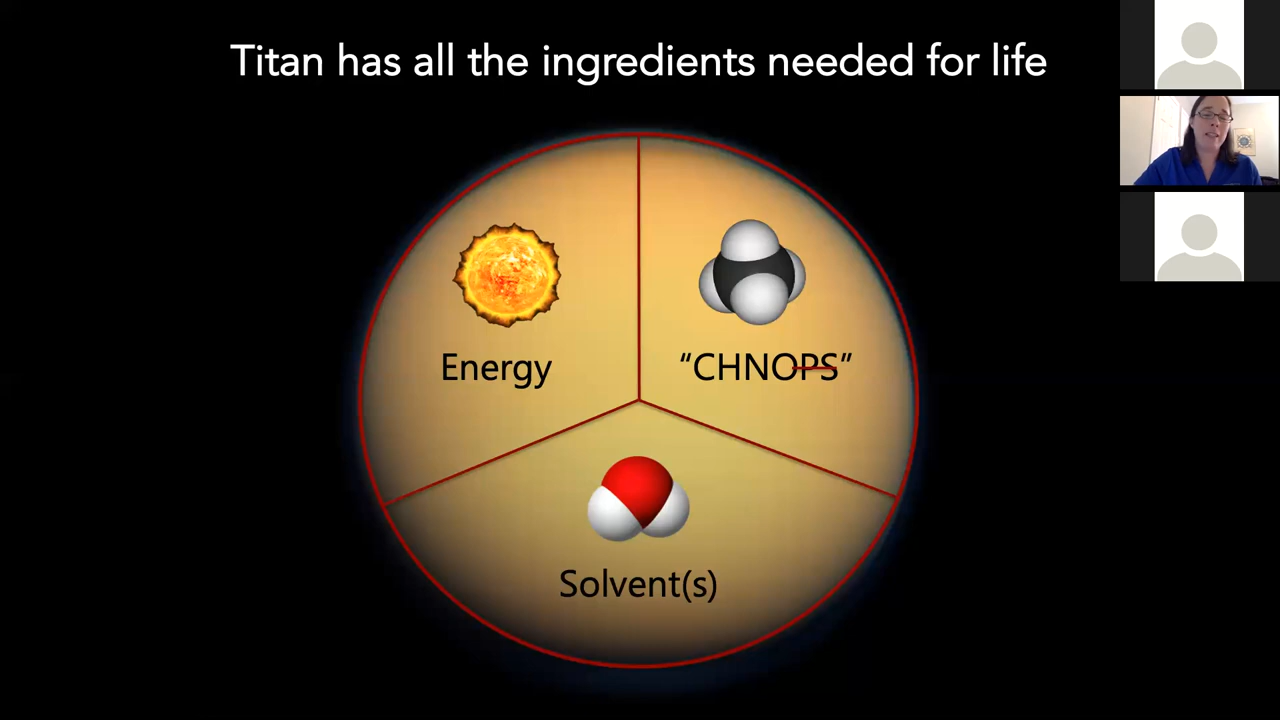 Titan has all the ingredients needed for life
Energy
“CHNOPS”
Solvent(s)